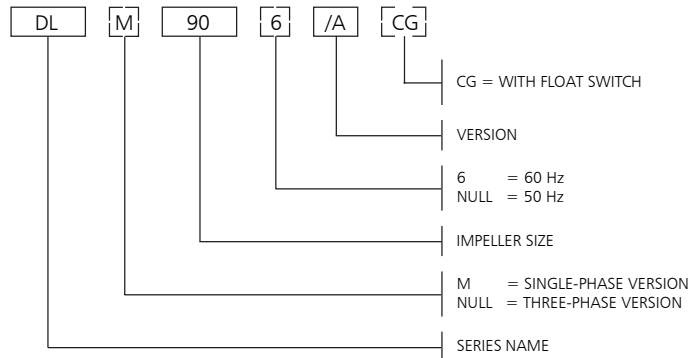 DL M 90 6 /A CG
CG = WITH FLOAT SWITCH
VERSION
6 = 60 Hz
NULL = 50 Hz
IMPELLER SIZE
M = SINGLE-PHASE VERSION
NULL = THREE-PHASE VERSION
SERIES NAME